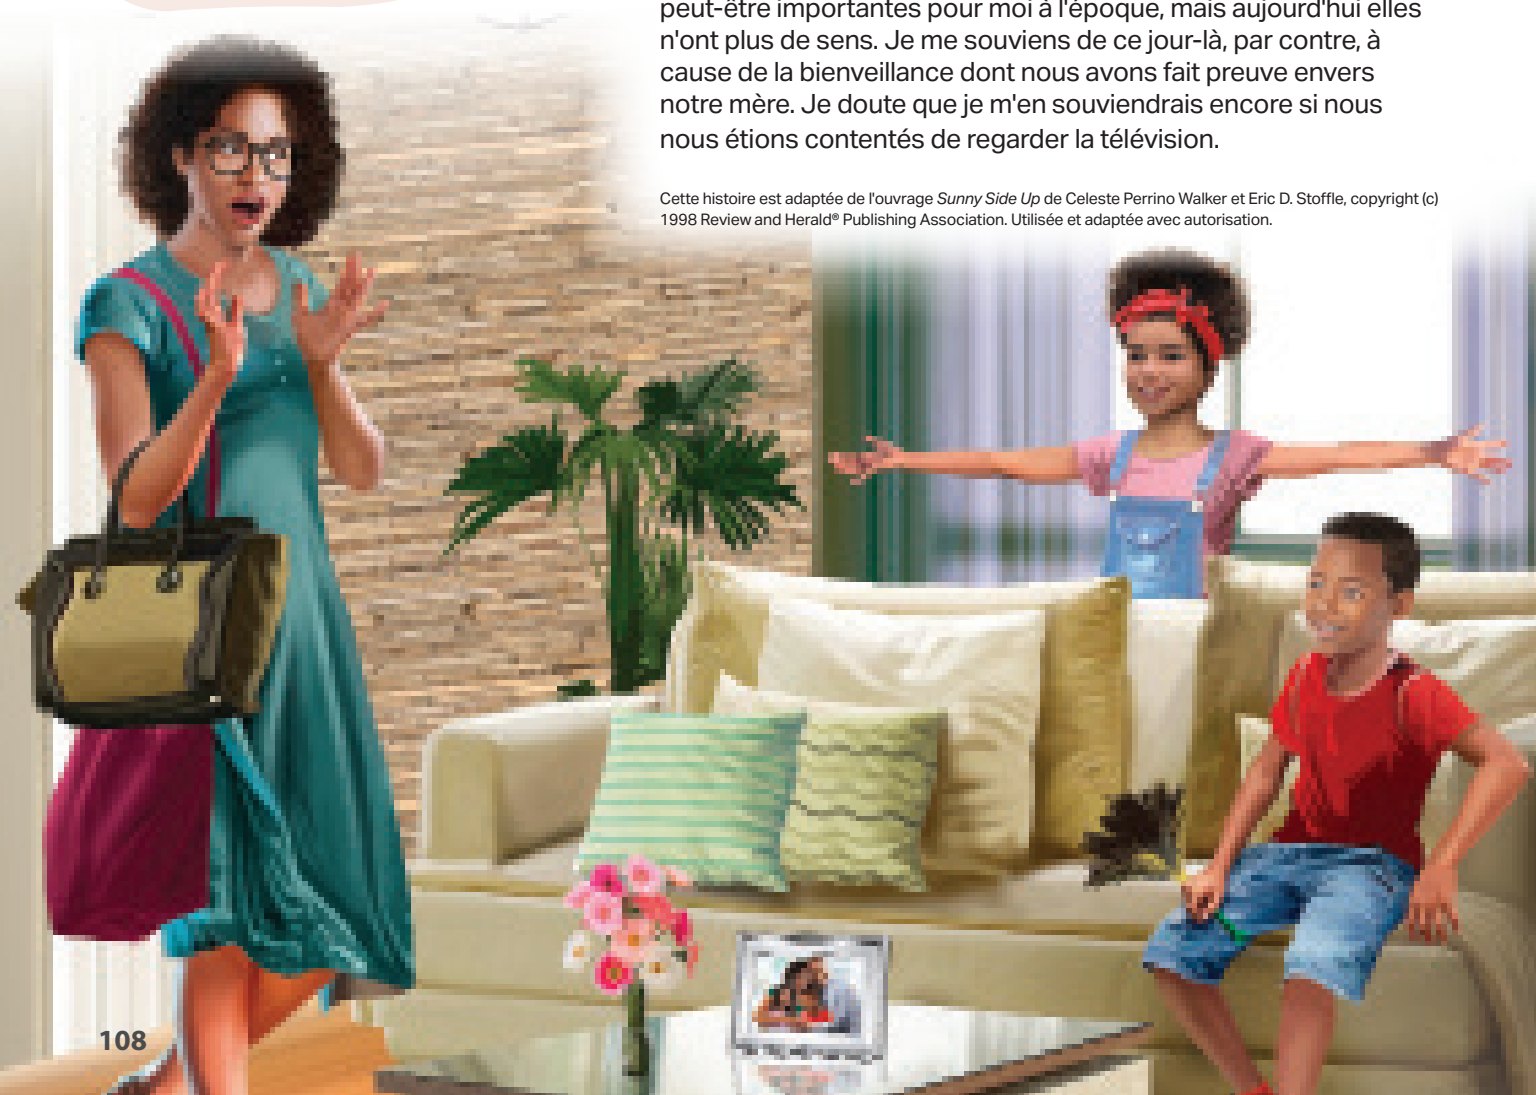 peut-être importantes pour moi à l'époque, mais aujourd'hui elles
n'ont plus de sens. Je me souviens de ce jour-là, par contre, à
cause de la bienveillance dont nous avons fait preuve envers
notre mère. Je doute que je m'en souviendrais encore si nous
nous étions contentés de regarder la télévision.
Cette histoire est adaptée de l'ouvrage Sunny Side Up de Celeste Perrino Walker et Eric D. Stoffle, copyright (c)
1998 Review and Herald® Publishing Association. Utilisée et adaptée avec autorisation.
108